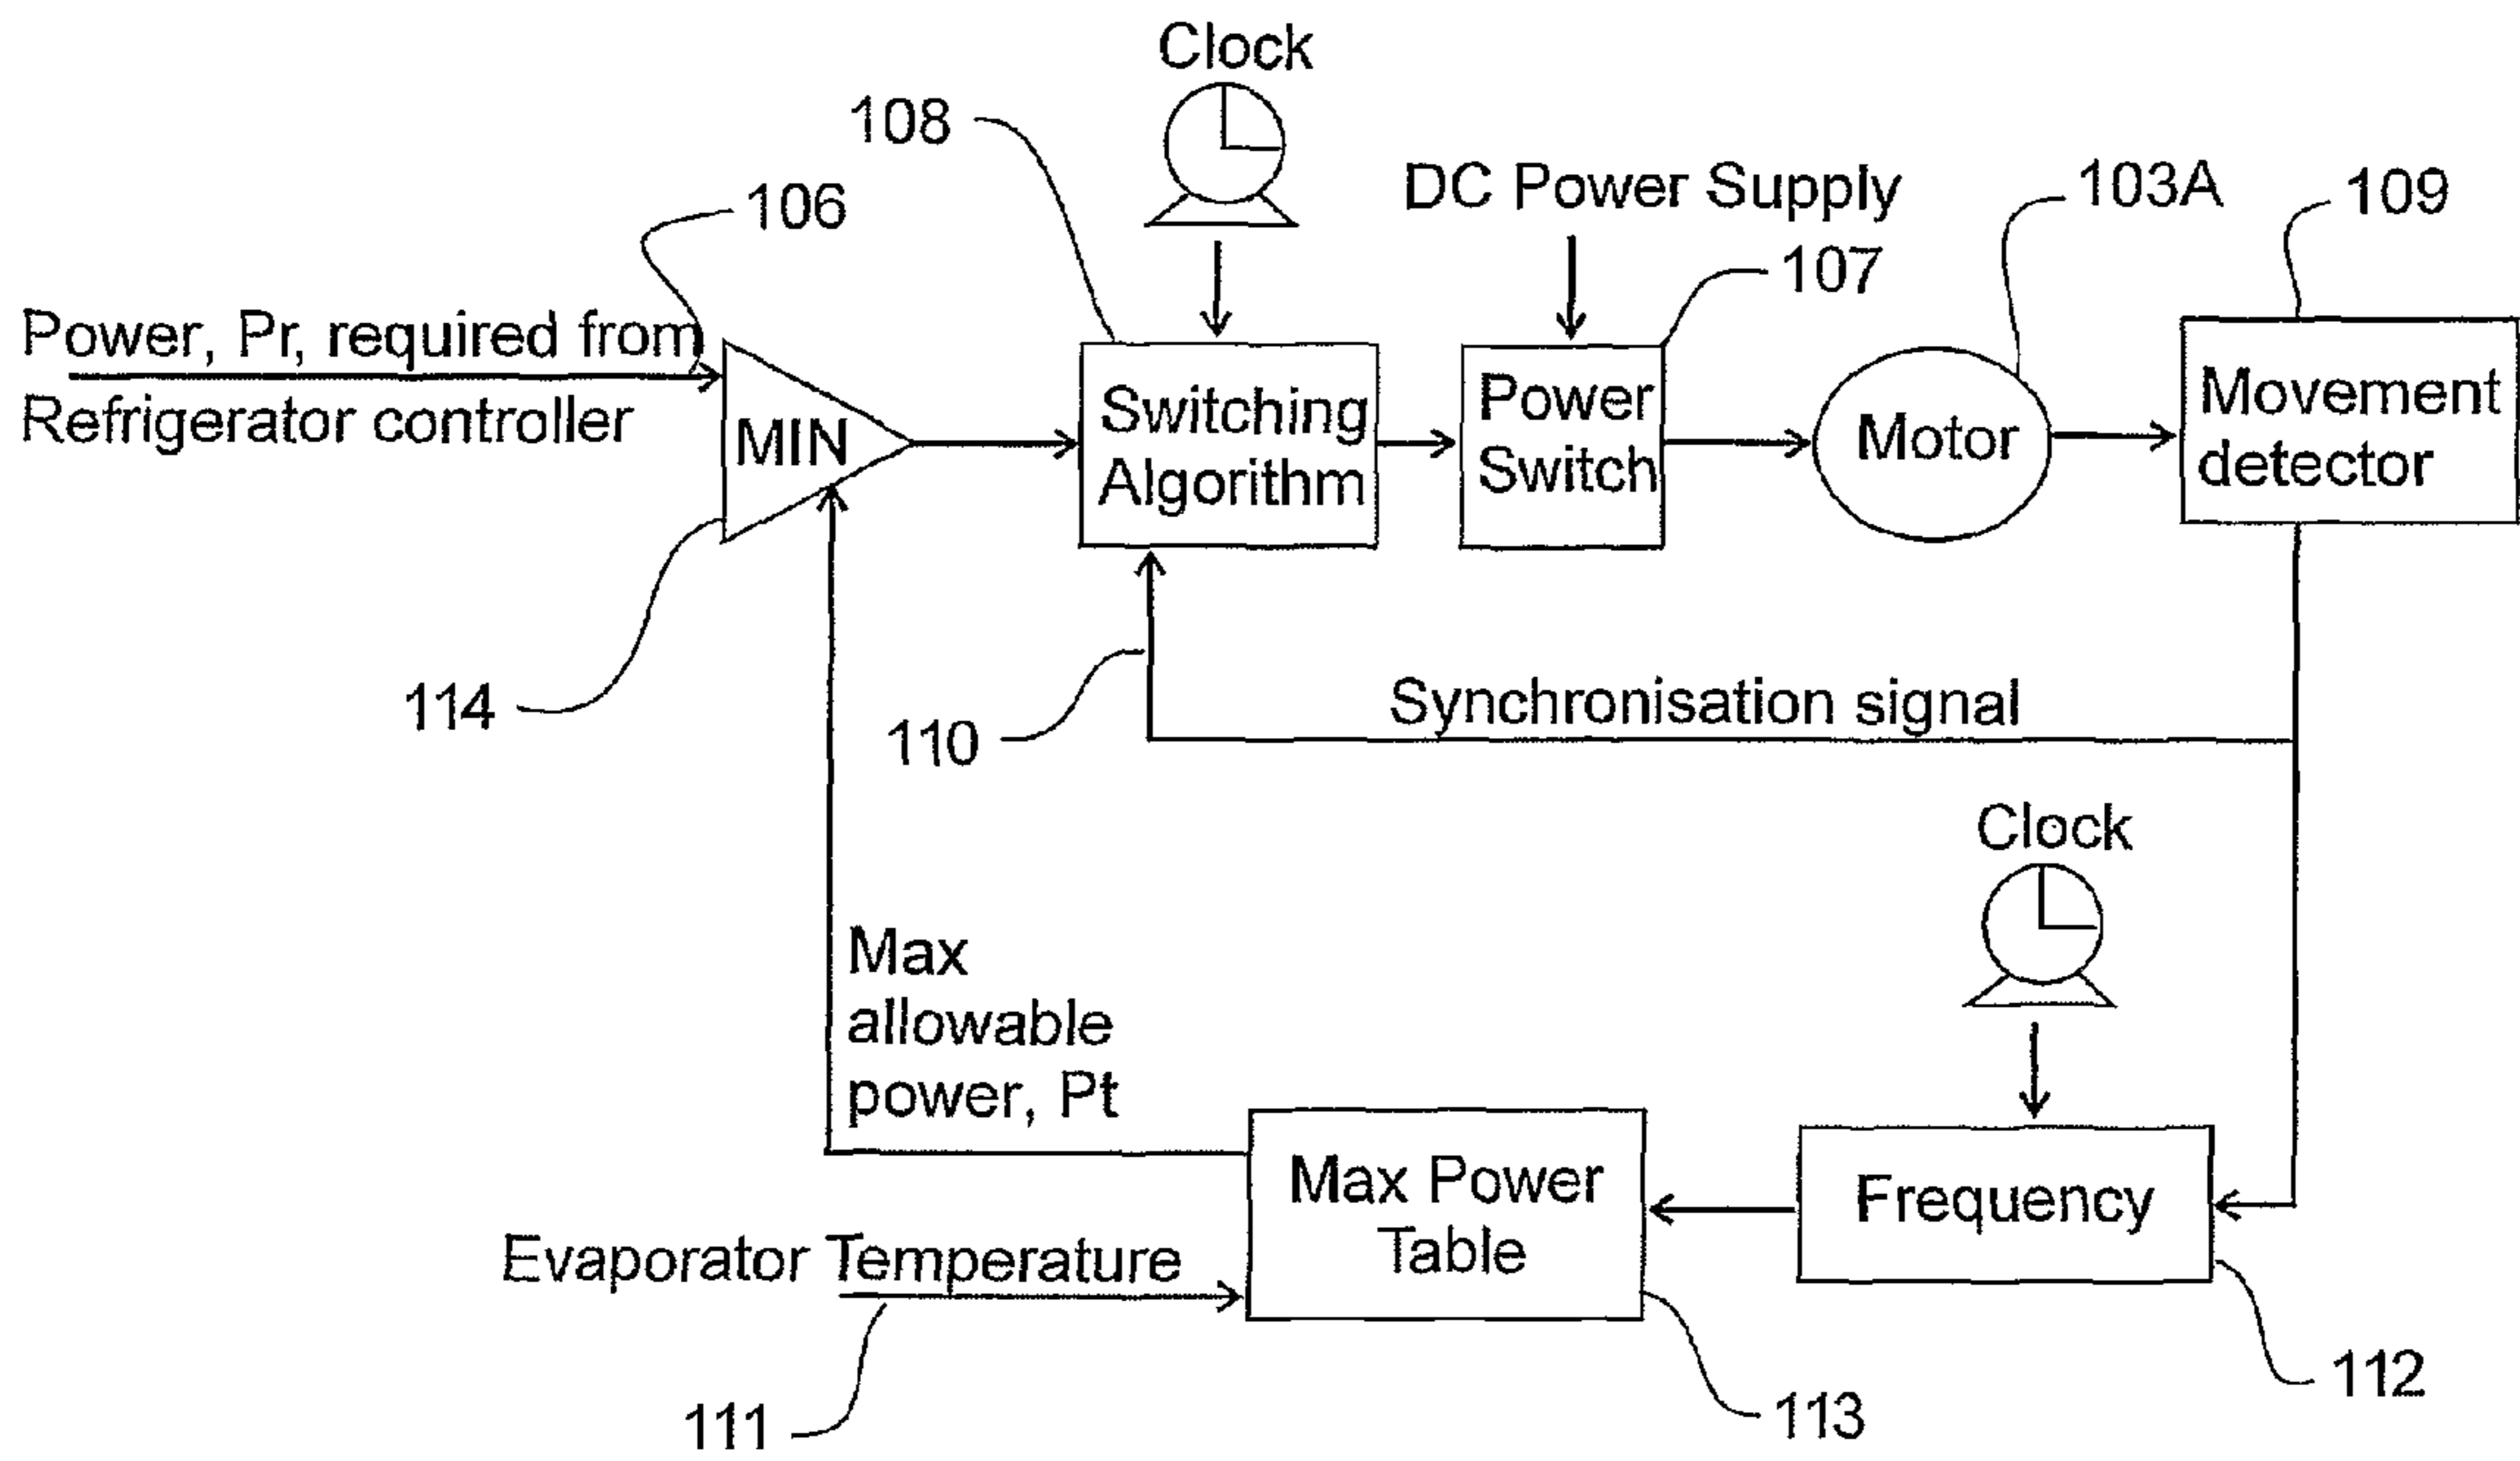 Clock
108
106
DC Power Supply
103A
109
107
Power, Pr, required from
Refrigerator controller
MIN
Switching
Algorithm
Power
Switch
Motor
Movement
detector
114
110
Synchronisation signal
Clock
Max
allowable
power, Pt
Max Power
Table
Frequency
Evaporator Temperature
111
113
112